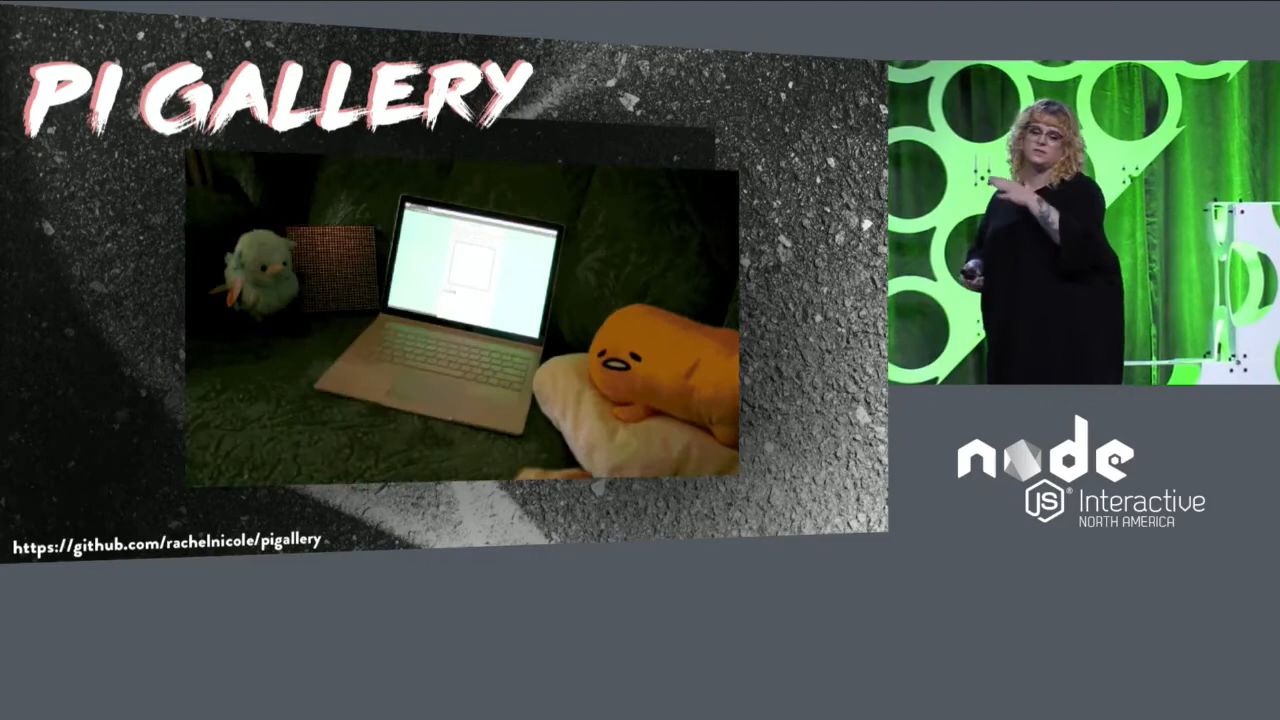 PI GALLERY
https://github.com/rachelnicole/pigallery
node
JS® Interactive
NORTH AMERICA